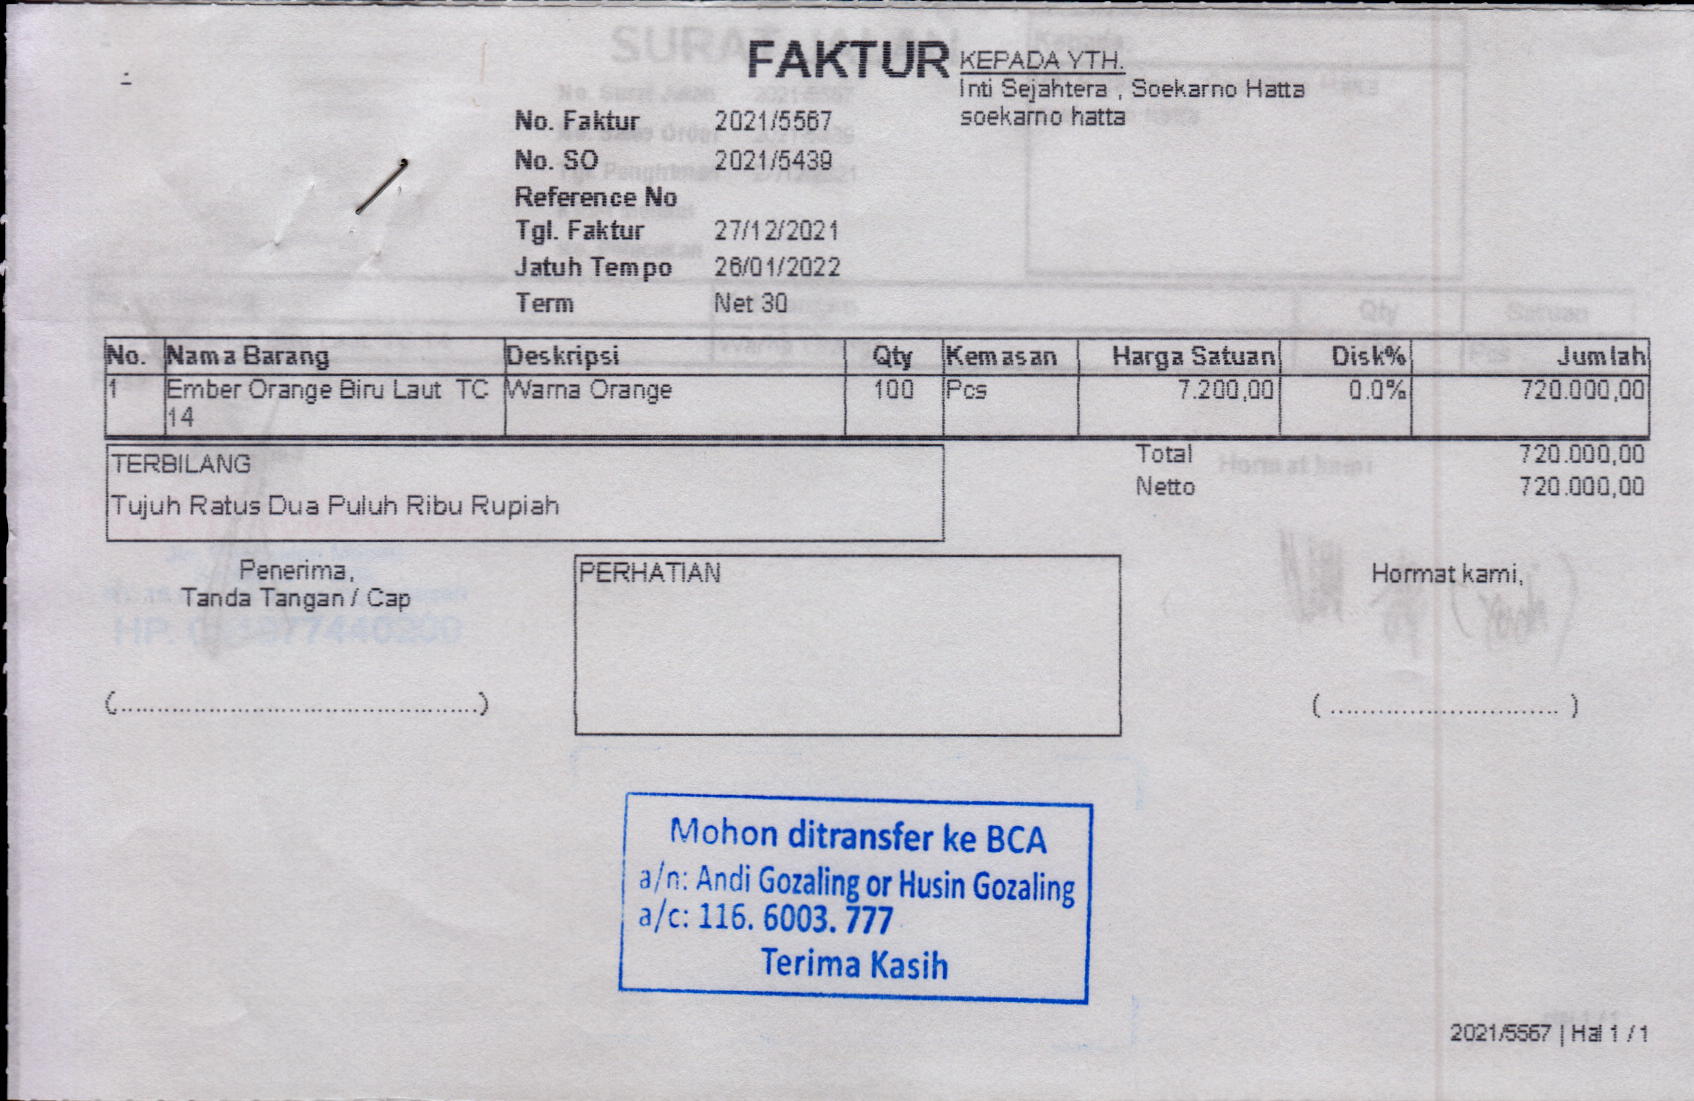 FAKTUR
KEPADA YTH.
Inti Sejahtera , Soekarno Hatta
soekarno hatta
No. Faktur 2021/5567
No. SO 2021/5439
Reference No
Tgl. Faktur 27/12/2021
Jatuh Tempo 26/01/2022
Term Net 30
No. Nama Barang Deskripsi Qty Kemasan Harga Satuan Disk% Jumlah
1 Ember Orange Biru Laut TC Warna Orange 100 Pcs 7.200,00 0.0% 720.000,00
14
TERBILANG
Tujuh Ratus Dua Puluh Ribu Rupiah
Total 720.000,00
Netto 720.000,00
Penerima,
Tanda Tangan / Cap
PERHATIAN
Hormat kami,
(................................................)
( .............................. )
Mohon ditransfer ke BCA
a/n: Andi Gozaling or Husin Gozaling
a/c: 116. 6003. 777
Terima Kasih
2021/5567 | Hal 1 / 1